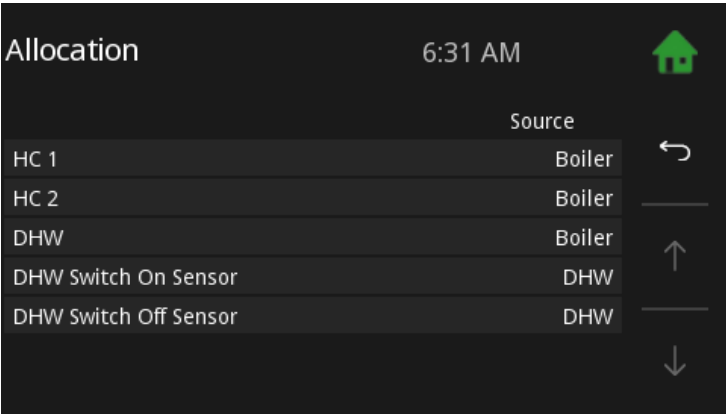 Allocation 6:31 AM
Source
HC 1 Boiler
HC 2 Boiler
DHW Boiler
DHW Switch On Sensor DHW
DHW Switch Off Sensor DHW